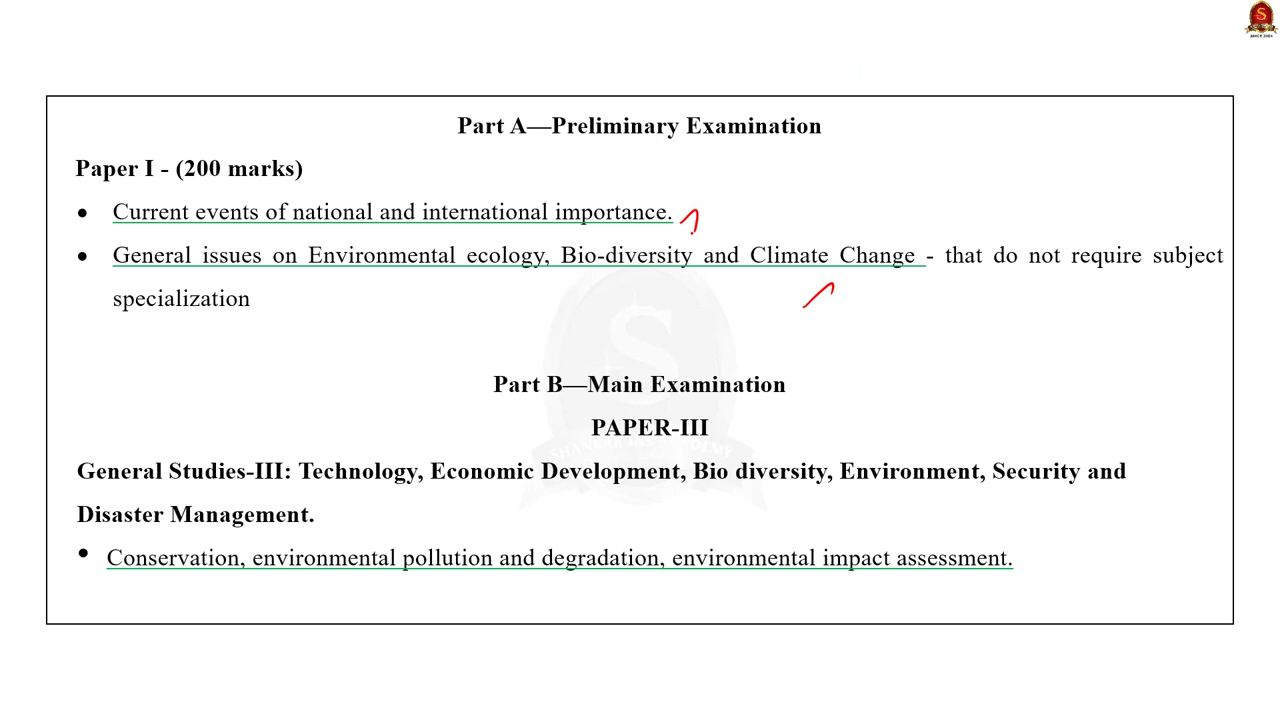 S
SINCE 2004
Part A—Preliminary Examination
Paper I - (200 marks)
• Current events of national and international importance.
• General issues on Environmental ecology, Bio-diversity and Climate Change - that do not require subject
specialization
Part B—Main Examination
PAPER-III
General Studies-III: Technology, Economic Development, Bio diversity, Environment, Security and
Disaster Management.
• Conservation, environmental pollution and degradation, environmental impact assessment.